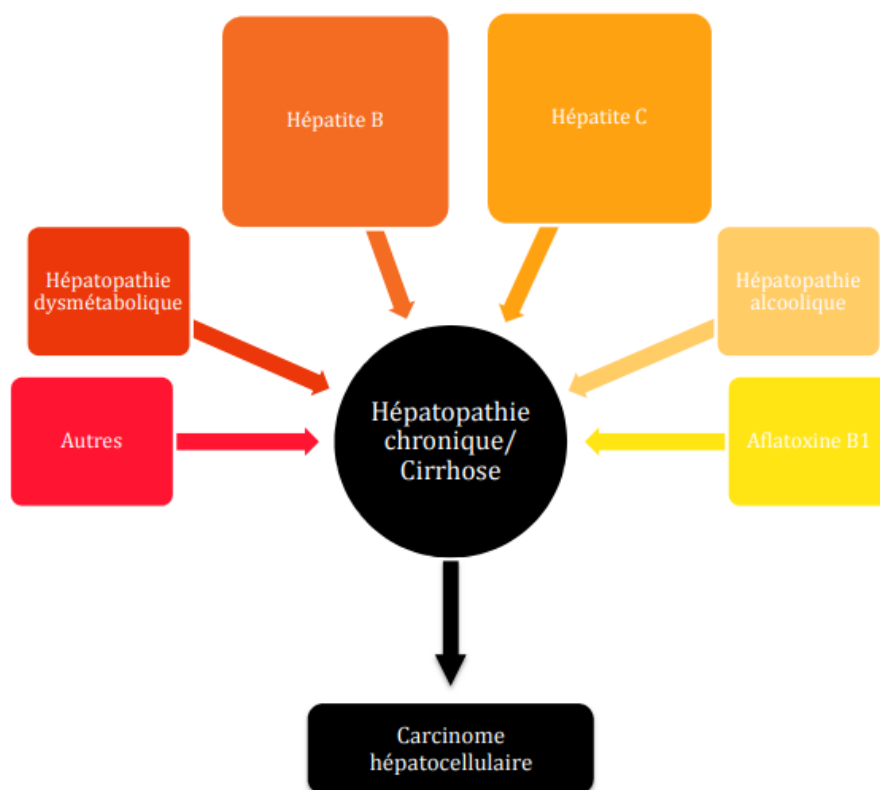 Hépatite B
Hépatite C
Hépatopathie
dysmétabolique
Hépatopathie
alcoolique
Autres
Hépatopathie
chronique/
Cirrhose
Aflatoxine B1
Carcinome
hépatocellulaire